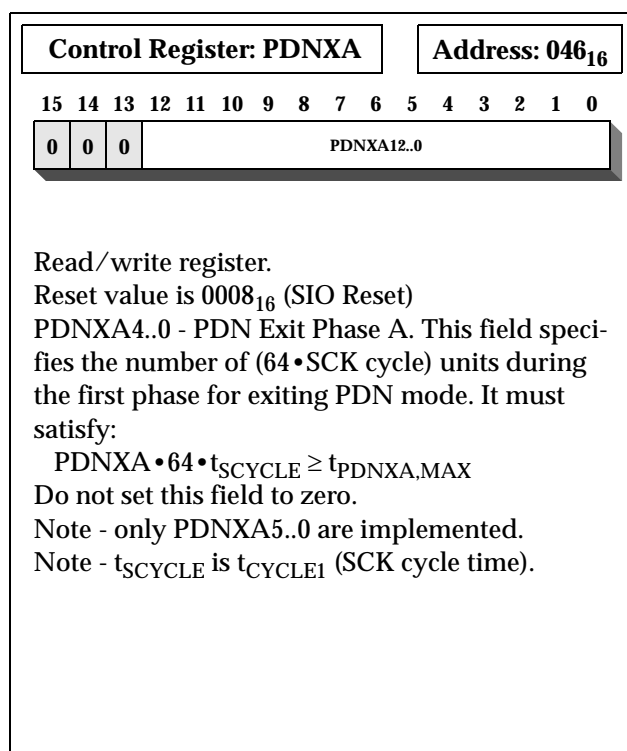 Control Register: PDNXA Address: 046₁₆
15 14 13 12 11 10 9 8 7 6 5 4 3 2 1 0
0 0 0 PDNXA12..0
Read/write register.
Reset value is 0008₁₆ (SIO Reset)
PDNXA4..0 - PDN Exit Phase A. This field speci-
fies the number of (64•SCK cycle) units during
the first phase for exiting PDN mode. It must
satisfy:
PDNXA•64•tSCYCLE ≥ tPDNXA,MAX
Do not set this field to zero.
Note - only PDNXA5..0 are implemented.
Note - tSCYCLE is tCYCLE1 (SCK cycle time).